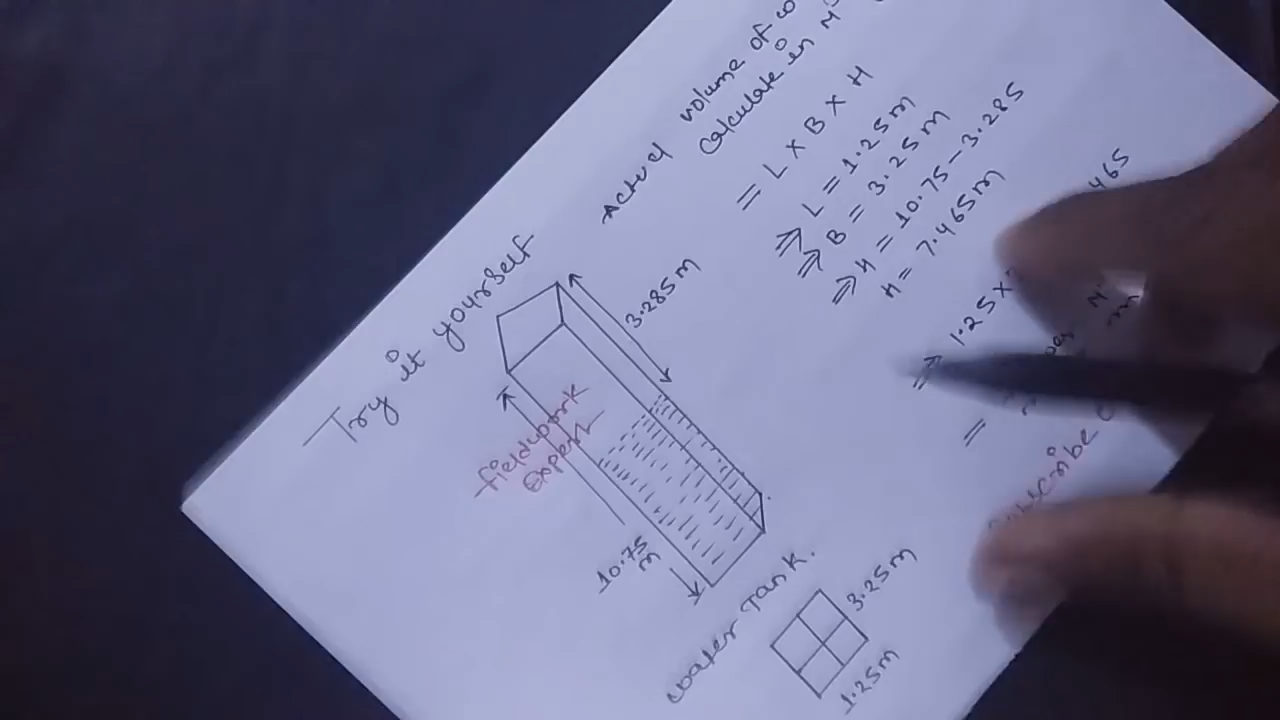 Try it yourself
Actual volume of
Calculate in M
= L X B X H
⇒ L = 1.25 m
⇒ B = 3.25 m
⇒ H = 10.75 - 3.285
H = 7.465 m
⇒ 1.25 X
465
=
3.285 m
fieldwork
Expert
10.75
m
water Tank.
3.25 m
1.25 m